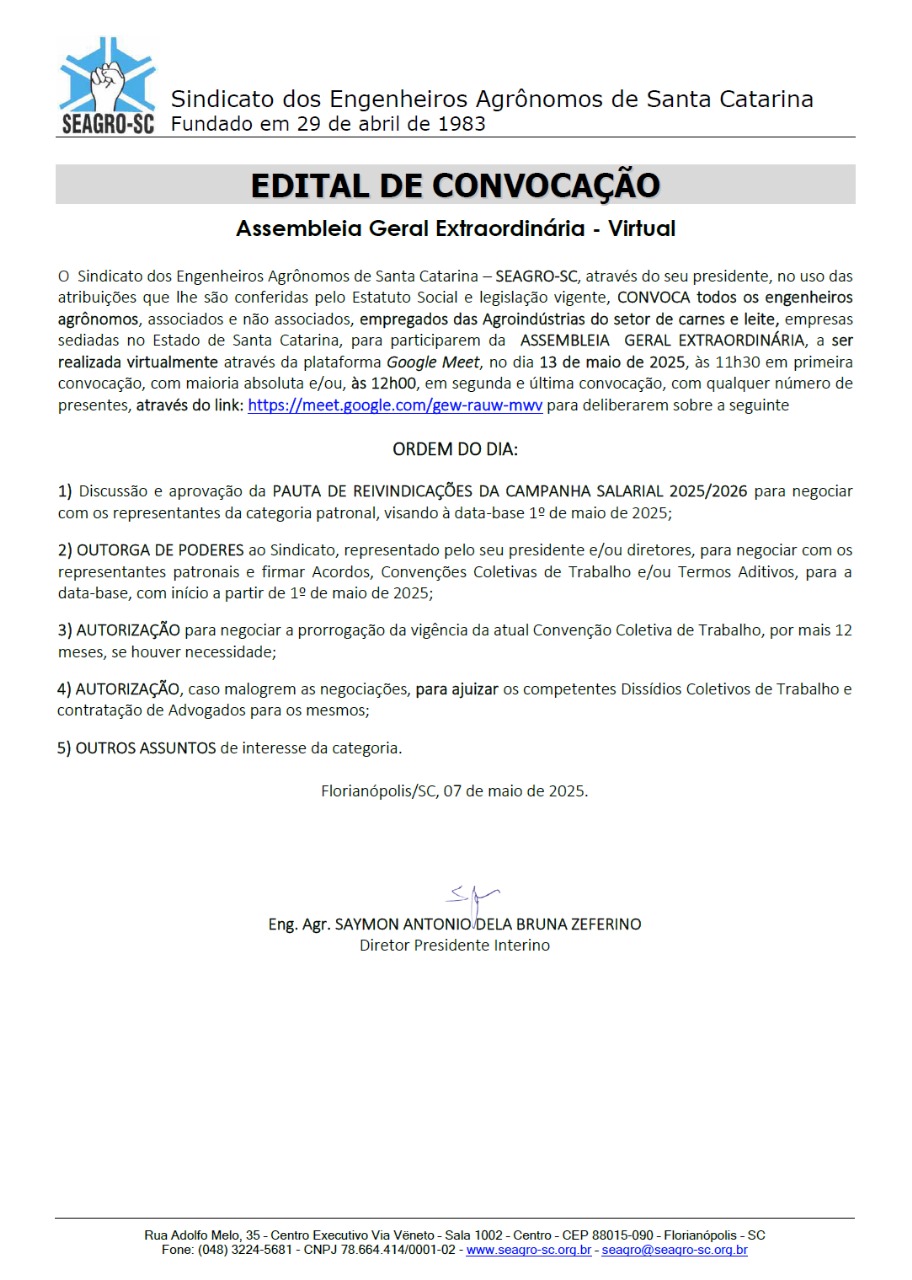 SEAGRO-SC
Sindicato dos Engenheiros Agrônomos de Santa Catarina
Fundado em 29 de abril de 1983
EDITAL DE CONVOCAÇÃO
Assembleia Geral Extraordinária - Virtual
O Sindicato dos Engenheiros Agrônomos de Santa Catarina – SEAGRO-SC, através do seu presidente, no uso das
atribuições que lhe são conferidas pelo Estatuto Social e legislação vigente, CONVOCA todos os engenheiros
agrônomos, associados e não associados, empregados das Agroindústrias do setor de carnes e leite, empresas
sediadas no Estado de Santa Catarina, para participarem da ASSEMBLEIA GERAL EXTRAORDINÁRIA, a ser
realizada virtualmente através da plataforma Google Meet, no dia 13 de maio de 2025, às 11h30 em primeira
convocação, com maioria absoluta e/ou, às 12h00, em segunda e última convocação, com qualquer número de
presentes, através do link: https://meet.google.com/gew-rauw-mwv para deliberarem sobre a seguinte
ORDEM DO DIA:
1) Discussão e aprovação da PAUTA DE REIVINDICAÇÕES DA CAMPANHA SALARIAL 2025/2026 para negociar
com os representantes da categoria patronal, visando à data-base 1º de maio de 2025;
2) OUTORGA DE PODERES ao Sindicato, representado pelo seu presidente e/ou diretores, para negociar com os
representantes patronais e firmar Acordos, Convenções Coletivas de Trabalho e/ou Termos Aditivos, para a
data-base, com início a partir de 1º de maio de 2025;
3) AUTORIZAÇÃO para negociar a prorrogação da vigência da atual Convenção Coletiva de Trabalho, por mais 12
meses, se houver necessidade;
4) AUTORIZAÇÃO, caso malogrem as negociações, para ajuizar os competentes Dissídios Coletivos de Trabalho e
contratação de Advogados para os mesmos;
5) OUTROS ASSUNTOS de interesse da categoria.
Florianópolis/SC, 07 de maio de 2025.
Eng. Agr. SAYMON ANTONIO DELA BRUNA ZEFERINO
Diretor Presidente Interino
Rua Adolfo Melo, 35 - Centro Executivo Via Vêneto - Sala 1002 - Centro - CEP 88015-090 - Florianópolis - SC
Fone: (048) 3224-5681 - CNPJ 78.664.414/0001-02 - www.seagro-sc.org.br - seagro@seagro-sc.org.br